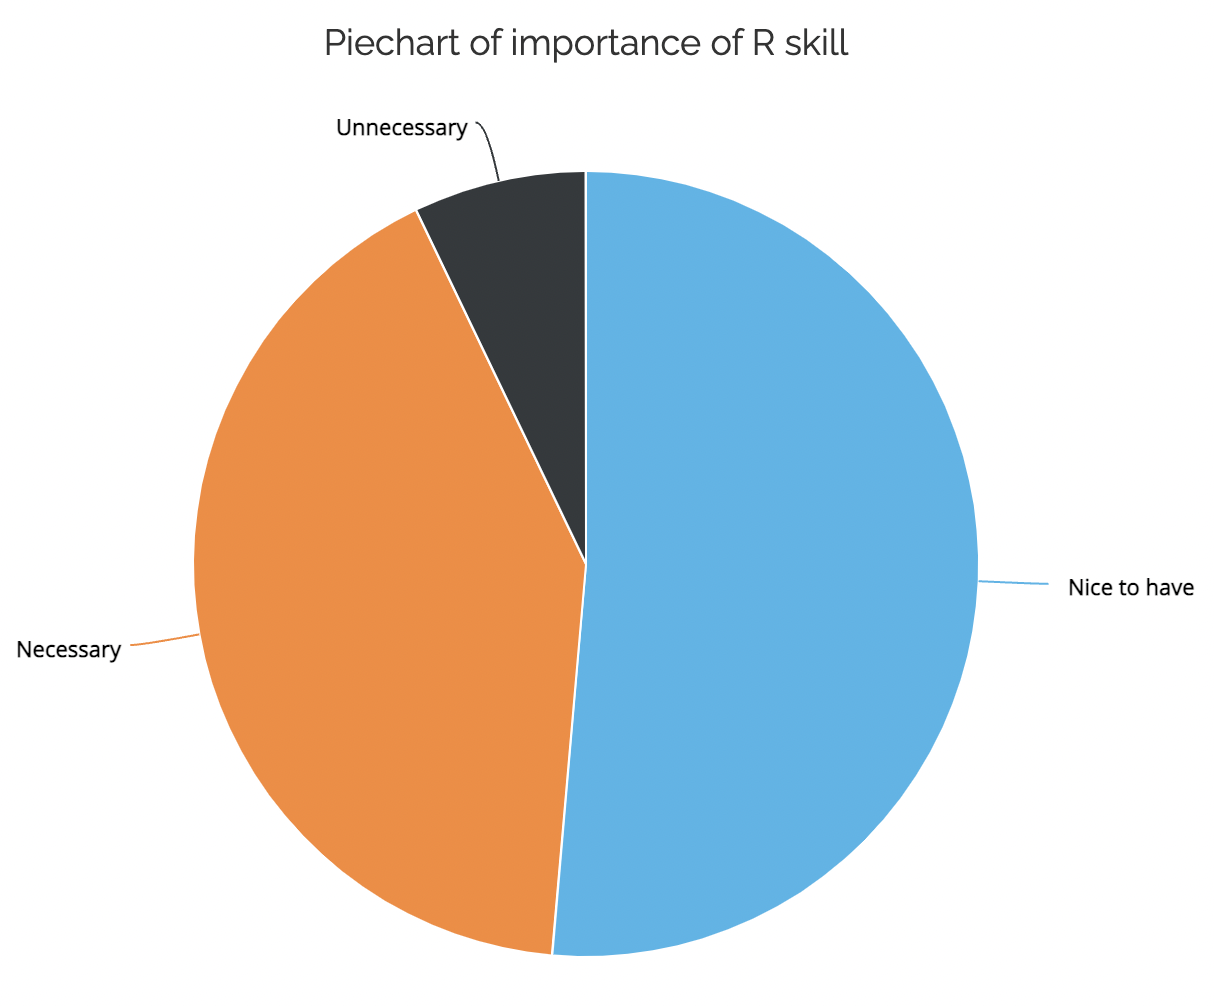 Piechart of importance of R skill
Unnecessary
Nice to have
Necessary